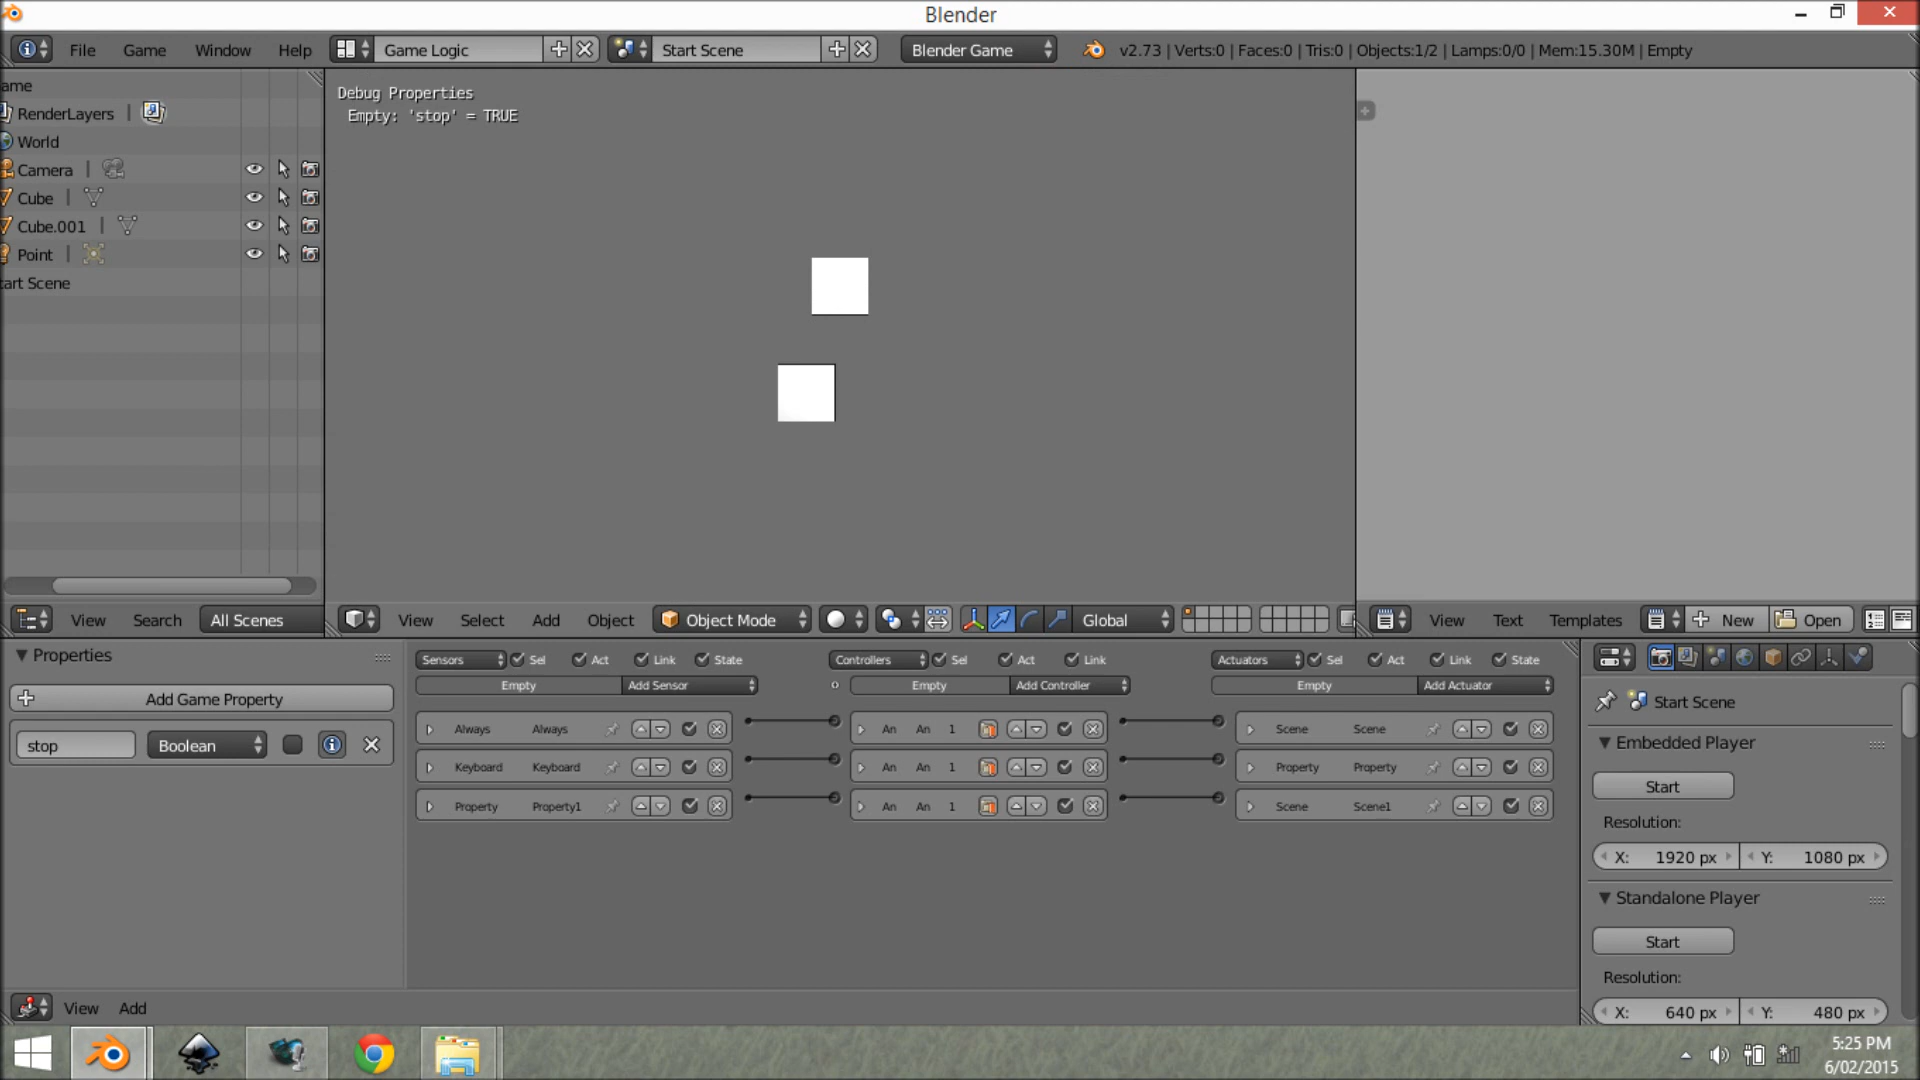 Blender
File Game Window Help Game Logic Start Scene Blender Game v2.73 | Verts:0 | Faces:0 | Tris:0 | Objects:1/2 | Lamps:0/0 | Mem:15.30M | Empty
ame
RenderLayers |
World
Camera |
Cube |
Cube.001 |
Point |
art Scene
Debug Properties
Empty: 'stop' = TRUE
View Search All Scenes
View Select Add Object Object Mode Global
View Text Templates New Open
Properties
Add Game Property
stop Boolean
Sensors Sel Act Link State Controllers Sel Act Link Actuators Sel Act Link State
Empty Add Sensor Empty Add Controller Empty Add Actuator
Always Always An An 1 Scene Scene
Keyboard Keyboard An An 1 Property Property
Property Property1 An An 1 Scene Scene1
Start Scene
Embedded Player
Start
Resolution:
X: 1920 px Y: 1080 px
Standalone Player
Start
Resolution:
X: 640 px Y: 480 px
View Add
5:25 PM
6/02/2015